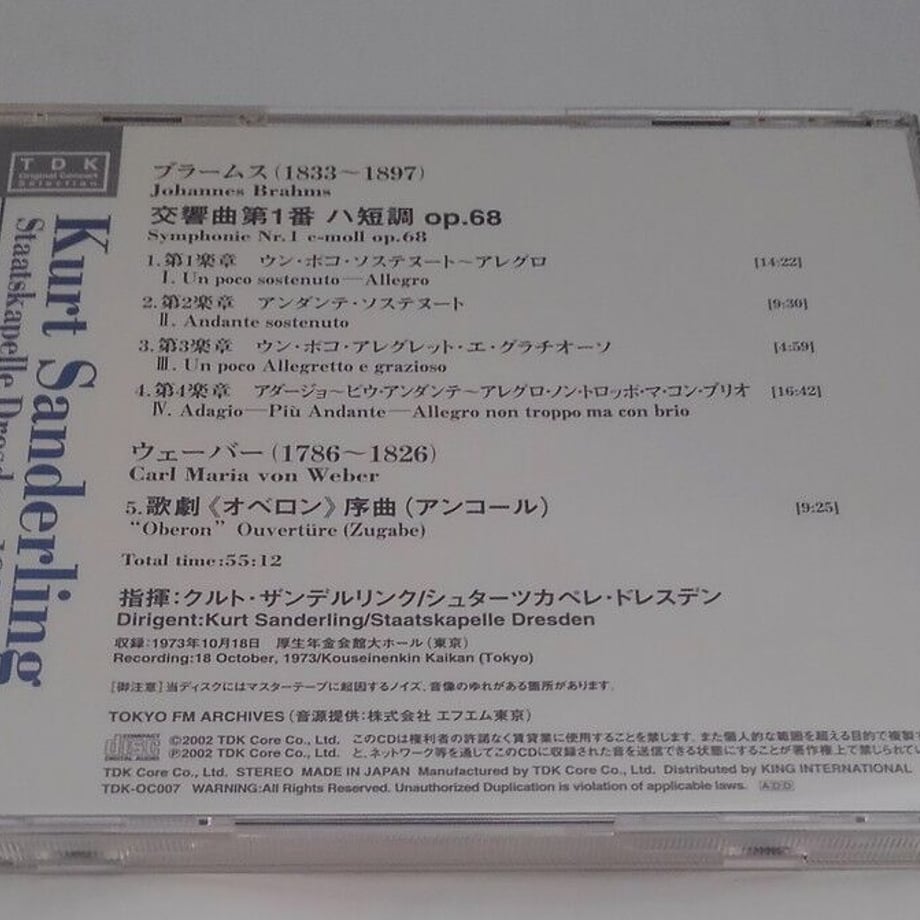 TDK
Original Concert
Selection
Kurt Sanderling
Staatskapelle
ブラームス(1833～1897)
Johannes Brahms
交響曲第1番 ハ短調 op.68
Symphonie Nr.1 c-moll op.68
1.第1楽章 ウン・ポコ・ソステヌート～アレグロ [14:22]
I. Un poco sostenuto—Allegro
2.第2楽章 アンダンテ・ソステヌート [9:30]
II. Andante sostenuto
3.第3楽章 ウン・ポコ・アレグレット・エ・グラチオーソ [4:59]
III. Un poco Allegretto e grazioso
4.第4楽章 アダージョ～ピウ・アンダンテ～アレグロ・ノン・トロッポ・マ・コン・ブリオ [16:42]
IV. Adagio—Più Andante—Allegro non troppo ma con brio
ウェーバー(1786～1826)
Carl Maria von Weber
5.歌劇《オベロン》序曲(アンコール) [9:25]
"Oberon" Ouvertüre (Zugabe)
Total time:55:12
指揮:クルト・ザンデルリンク/シュターツカペレ・ドレスデン
Dirigent:Kurt Sanderling/Staatskapelle Dresden
収録:1973年10月18日 厚生年金会館大ホール(東京)
Recording:18 October, 1973/Kouseinenkin Kaikan (Tokyo)
[御注意]当ディスクにはマスターテープに起因するノイズ、音像のゆれがある箇所があります。
TOKYO FM ARCHIVES(音源提供:株式会社 エフエム東京)
COMPACT disc DIGITAL AUDIO
©2002 TDK Core Co., Ltd. このCDは権利者の許諾なく賃貸業に使用することを禁じます。また個人的な範囲を超える目的で複製す
℗2002 TDK Core Co., Ltd. と、ネットワーク等を通じてこのCDに収録された音を送信できる状態にすることが著作権上で禁じられてい
TDK Core Co., Ltd. STEREO MADE IN JAPAN Manufactured by TDK Core Co., Ltd. Distributed by KING INTERNATIONAL
TDK-OC007 WARNING:All Rights Reserved. Unauthorized Duplication is violation of applicable laws. ADD